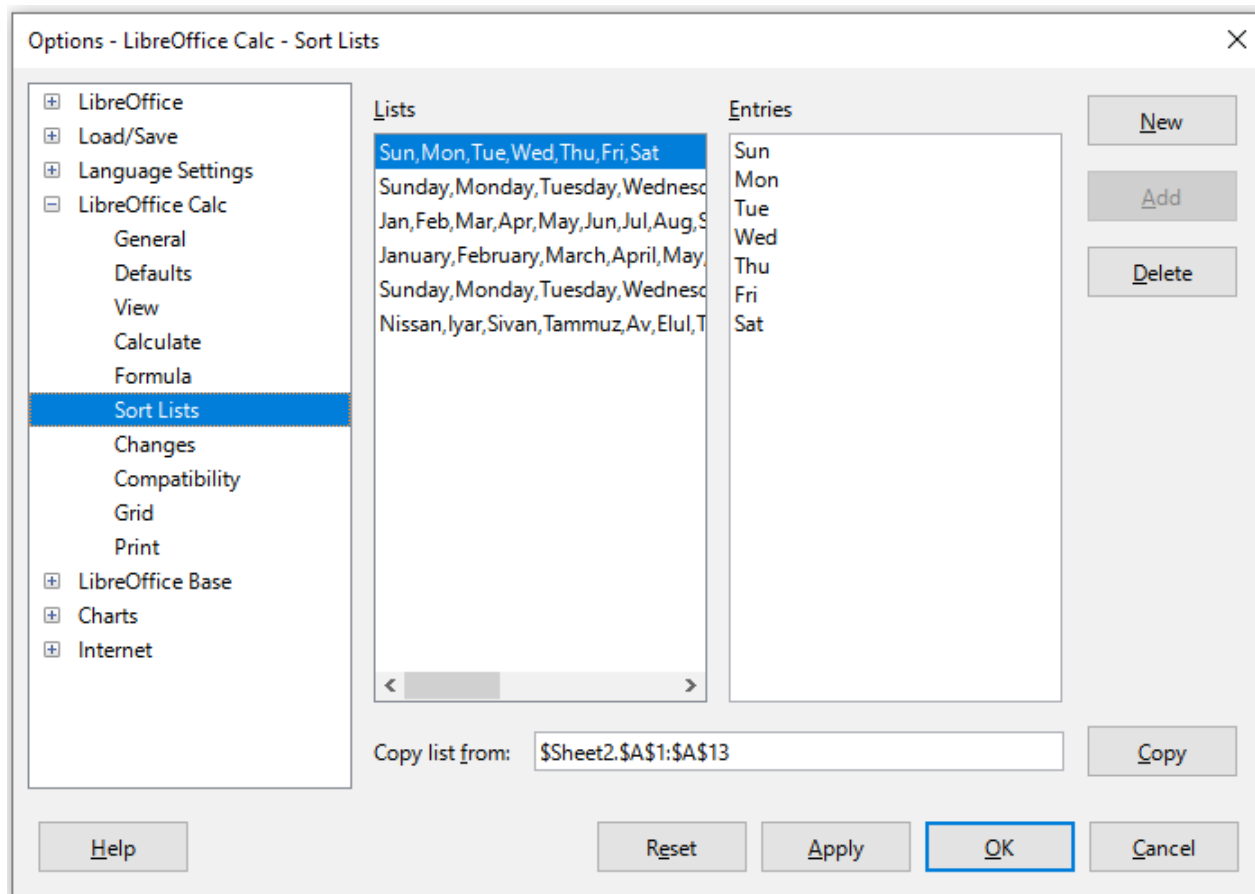 Options - LibreOffice Calc - Sort Lists
LibreOffice
Load/Save
Language Settings
LibreOffice Calc
General
Defaults
View
Calculate
Formula
Sort Lists
Changes
Compatibility
Grid
Print
LibreOffice Base
Charts
Internet
Lists
Sun,Mon,Tue,Wed,Thu,Fri,Sat
Sunday,Monday,Tuesday,Wednesd
Jan,Feb,Mar,Apr,May,Jun,Jul,Aug,S
January,February,March,April,May,
Sunday,Monday,Tuesday,Wednesd
Nissan,Iyar,Sivan,Tammuz,Av,Elul,T
Entries
Sun
Mon
Tue
Wed
Thu
Fri
Sat
New
Add
Delete
Copy list from: $Sheet2.$A$1:$A$13 Copy
Help Reset Apply OK Cancel